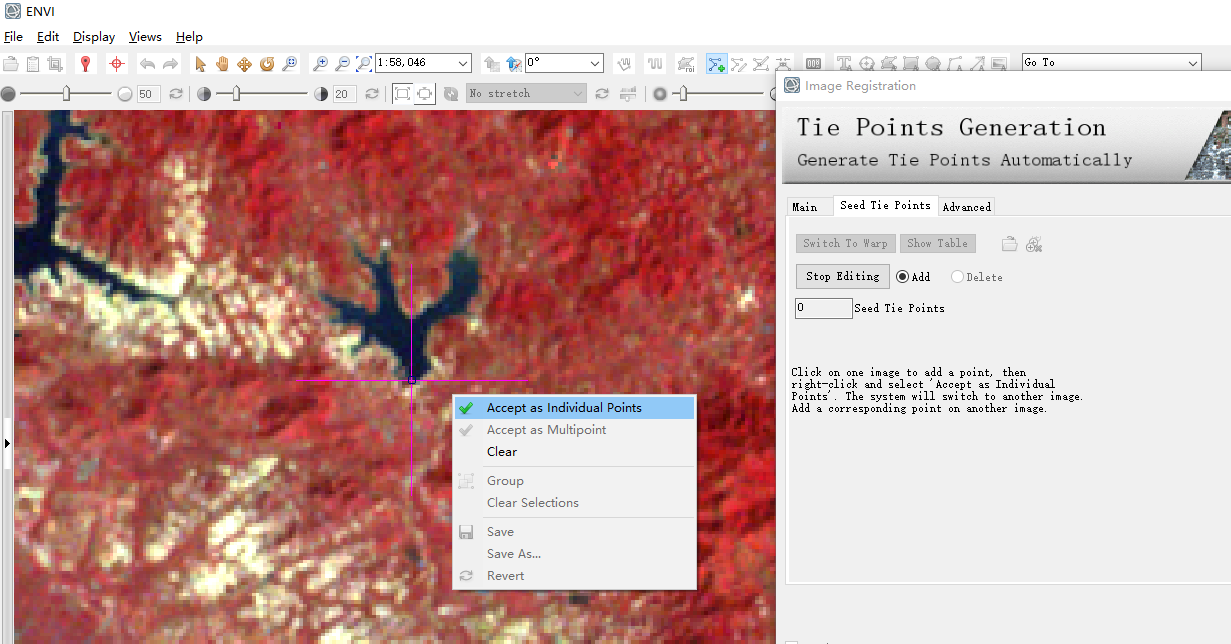 ENVI
File Edit Display Views Help
1:58,046 0° Go To
50 20 No stretch
Image Registration
Tie Points Generation
Generate Tie Points Automatically
Main Seed Tie Points Advanced
Switch To Warp Show Table
Stop Editing Add Delete
0 Seed Tie Points
Click on one image to add a point, then
right-click and select 'Accept as Individual
Points'. The system will switch to another image.
Add a corresponding point on another image.
Accept as Individual Points
Accept as Multipoint
Clear
Group
Clear Selections
Save
Save As...
Revert